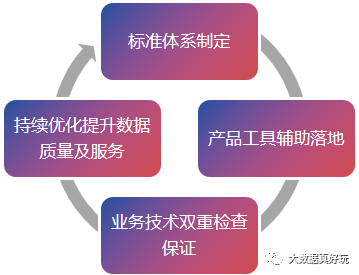 标准体系制定
产品工具辅助落地
业务技术双重检查
保证
持续优化提升数据
质量及服务
大数据真好玩